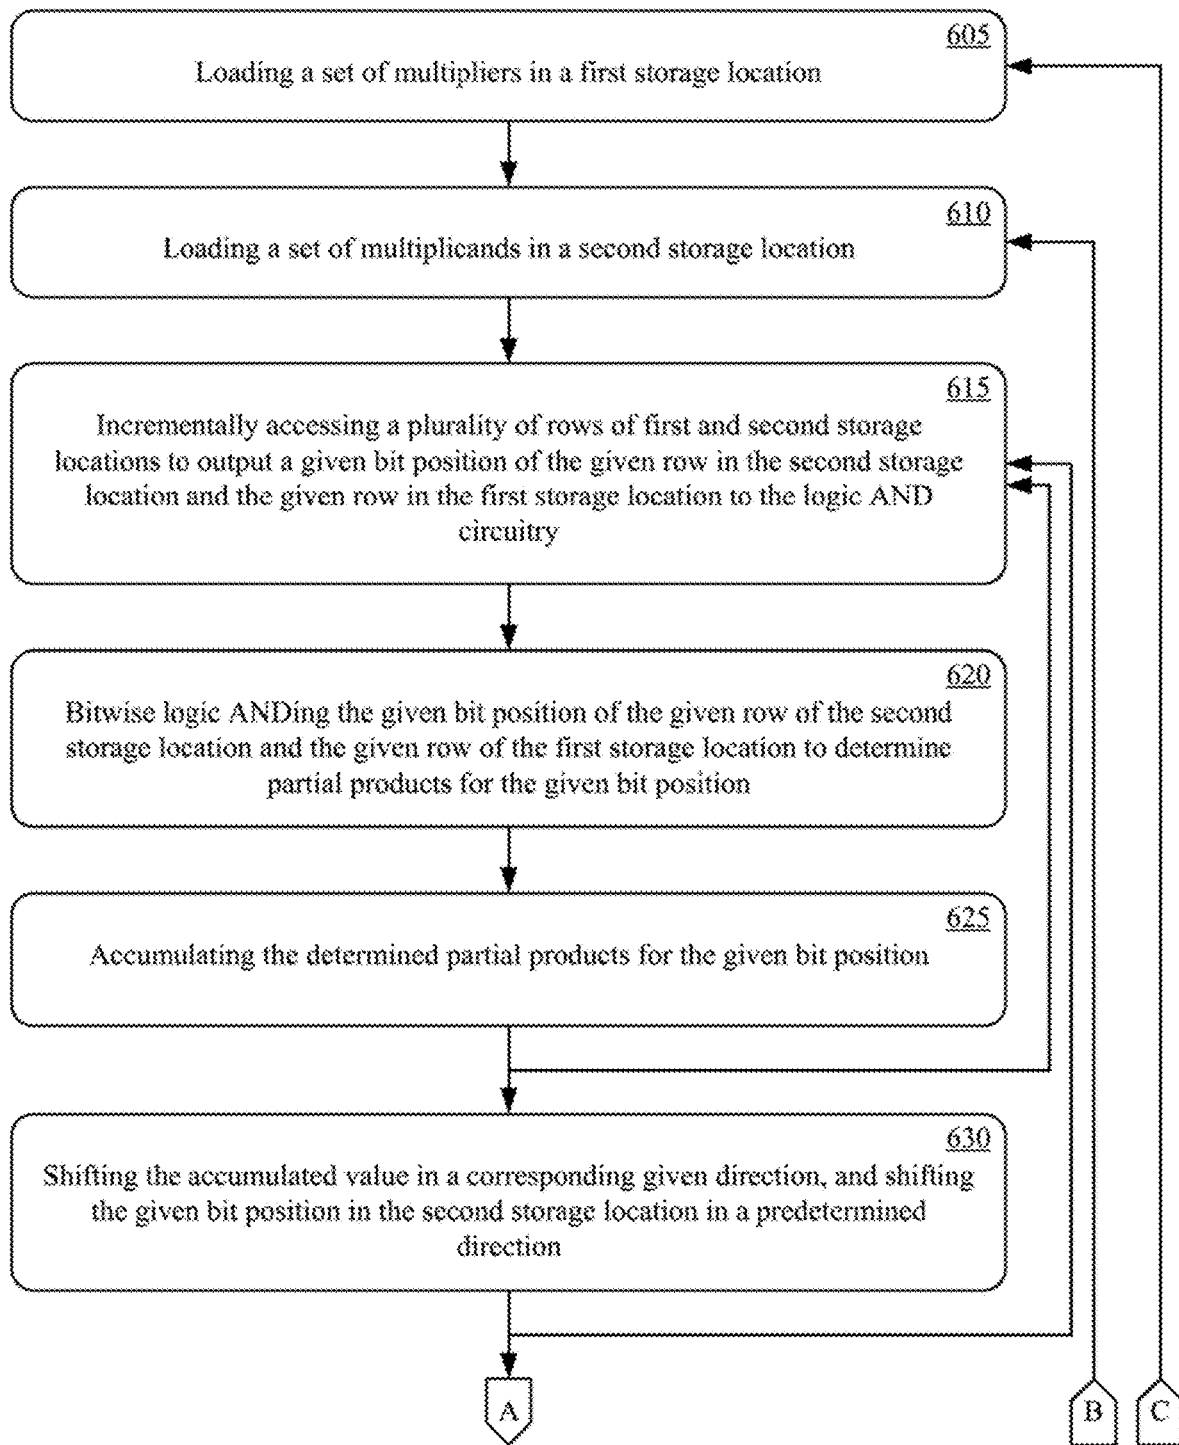 605
Loading a set of multipliers in a first storage location
610
Loading a set of multiplicands in a second storage location
615
Incrementally accessing a plurality of rows of first and second storage
locations to output a given bit position of the given row in the second storage
location and the given row in the first storage location to the logic AND
circuitry
620
Bitwise logic ANDing the given bit position of the given row of the second
storage location and the given row of the first storage location to determine
partial products for the given bit position
625
Accumulating the determined partial products for the given bit position
630
Shifting the accumulated value in a corresponding given direction, and shifting
the given bit position in the second storage location in a predetermined
direction
A
B
C